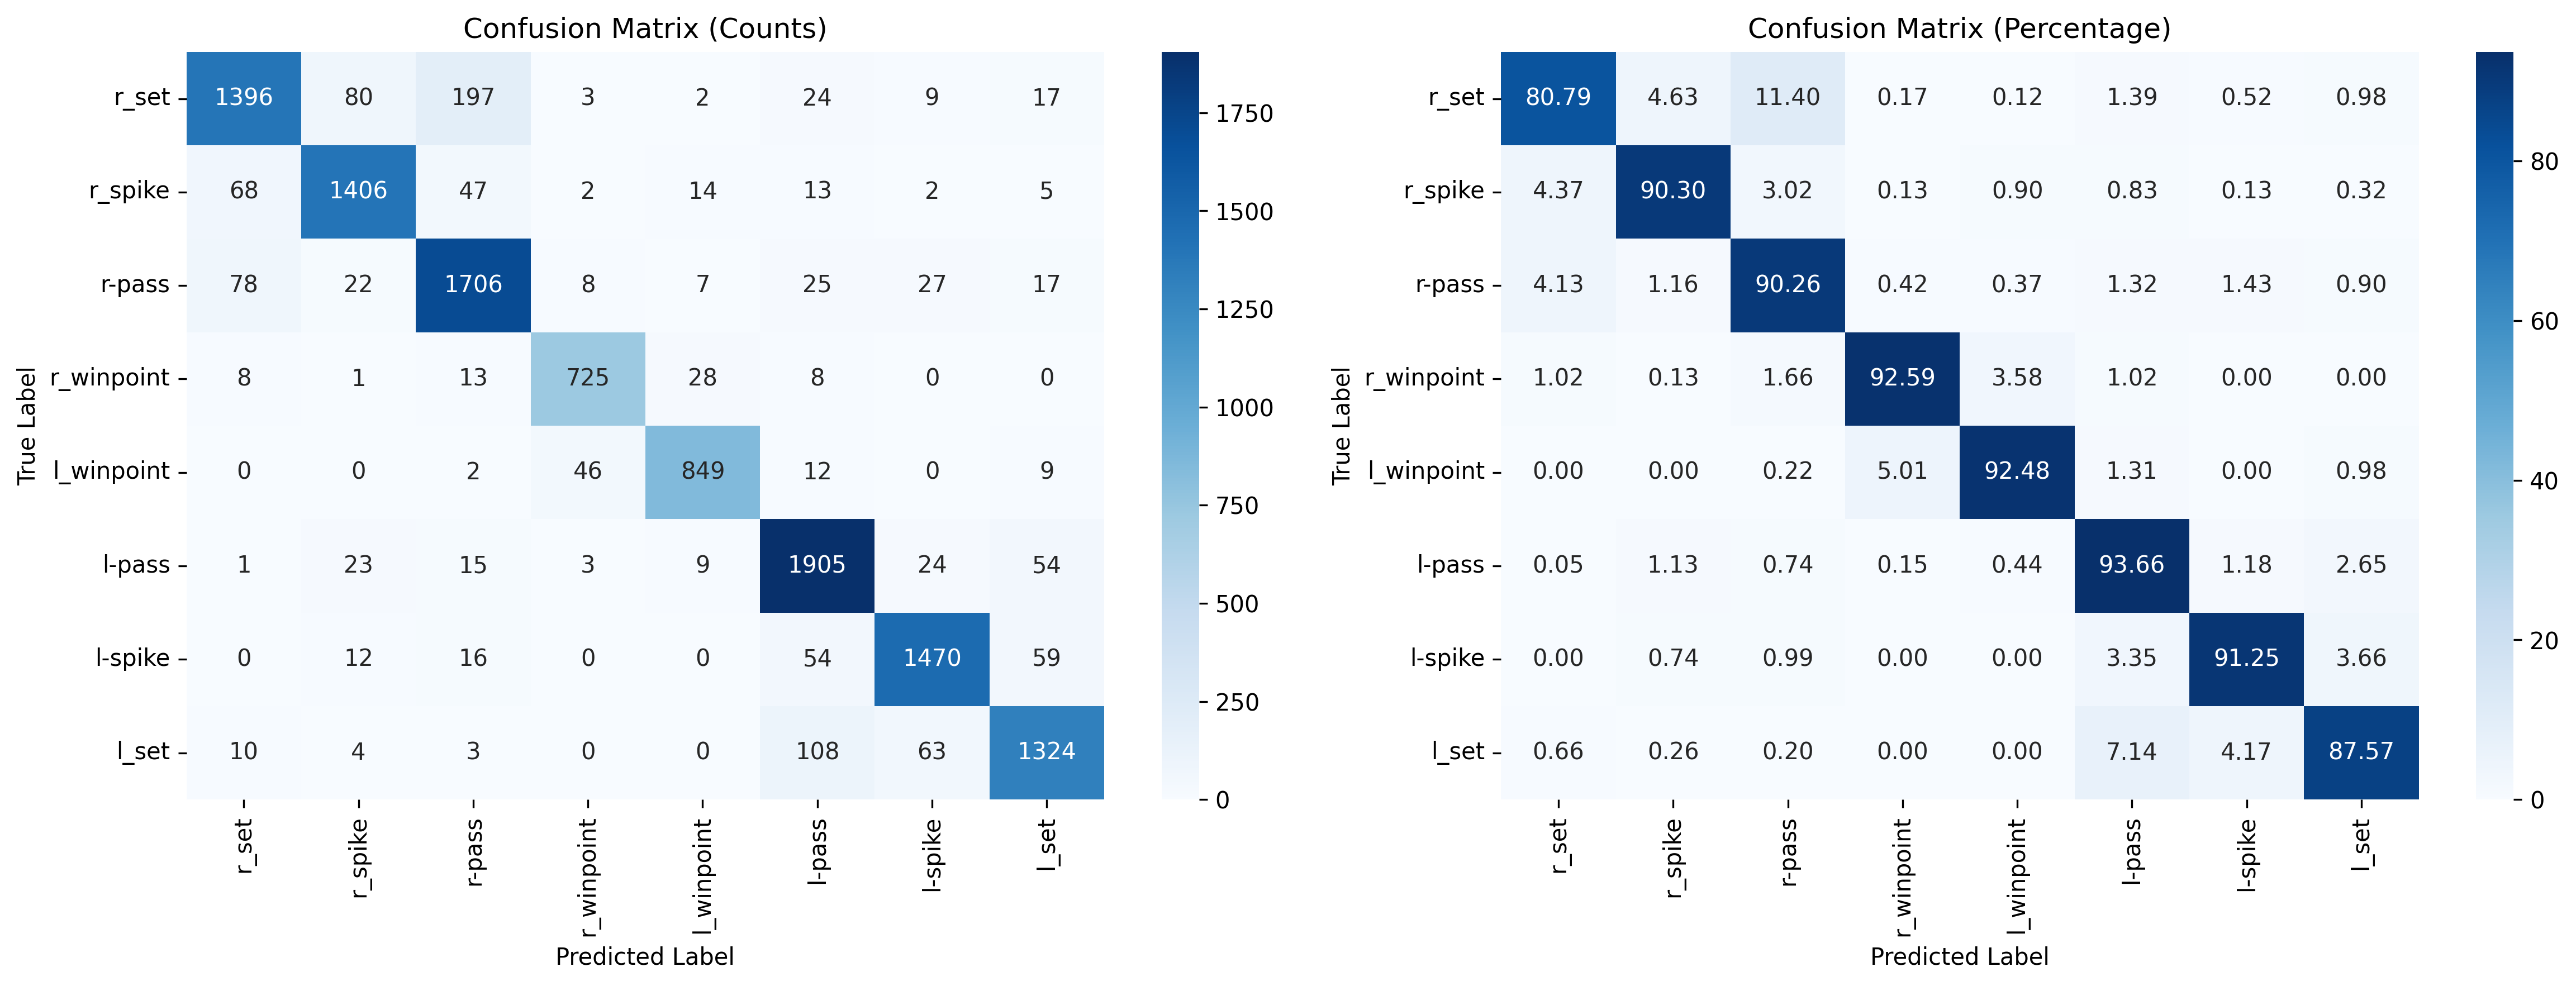 Confusion Matrix (Counts)
r_set 1396 80 197 3 2 24 9 17
r_spike 68 1406 47 2 14 13 2 5
r-pass 78 22 1706 8 7 25 27 17
r_winpoint 8 1 13 725 28 8 0 0
l_winpoint 0 0 2 46 849 12 0 9
l-pass 1 23 15 3 9 1905 24 54
l-spike 0 12 16 0 0 54 1470 59
l_set 10 4 3 0 0 108 63 1324
True Label
r_set r_spike r-pass r_winpoint l_winpoint l-pass l-spike l_set
Predicted Label
1750
1500
1250
1000
750
500
250
0
Confusion Matrix (Percentage)
r_set 80.79 4.63 11.40 0.17 0.12 1.39 0.52 0.98
r_spike 4.37 90.30 3.02 0.13 0.90 0.83 0.13 0.32
r-pass 4.13 1.16 90.26 0.42 0.37 1.32 1.43 0.90
r_winpoint 1.02 0.13 1.66 92.59 3.58 1.02 0.00 0.00
l_winpoint 0.00 0.00 0.22 5.01 92.48 1.31 0.00 0.98
l-pass 0.05 1.13 0.74 0.15 0.44 93.66 1.18 2.65
l-spike 0.00 0.74 0.99 0.00 0.00 3.35 91.25 3.66
l_set 0.66 0.26 0.20 0.00 0.00 7.14 4.17 87.57
True Label
r_set r_spike r-pass r_winpoint l_winpoint l-pass l-spike l_set
Predicted Label
80
60
40
20
0